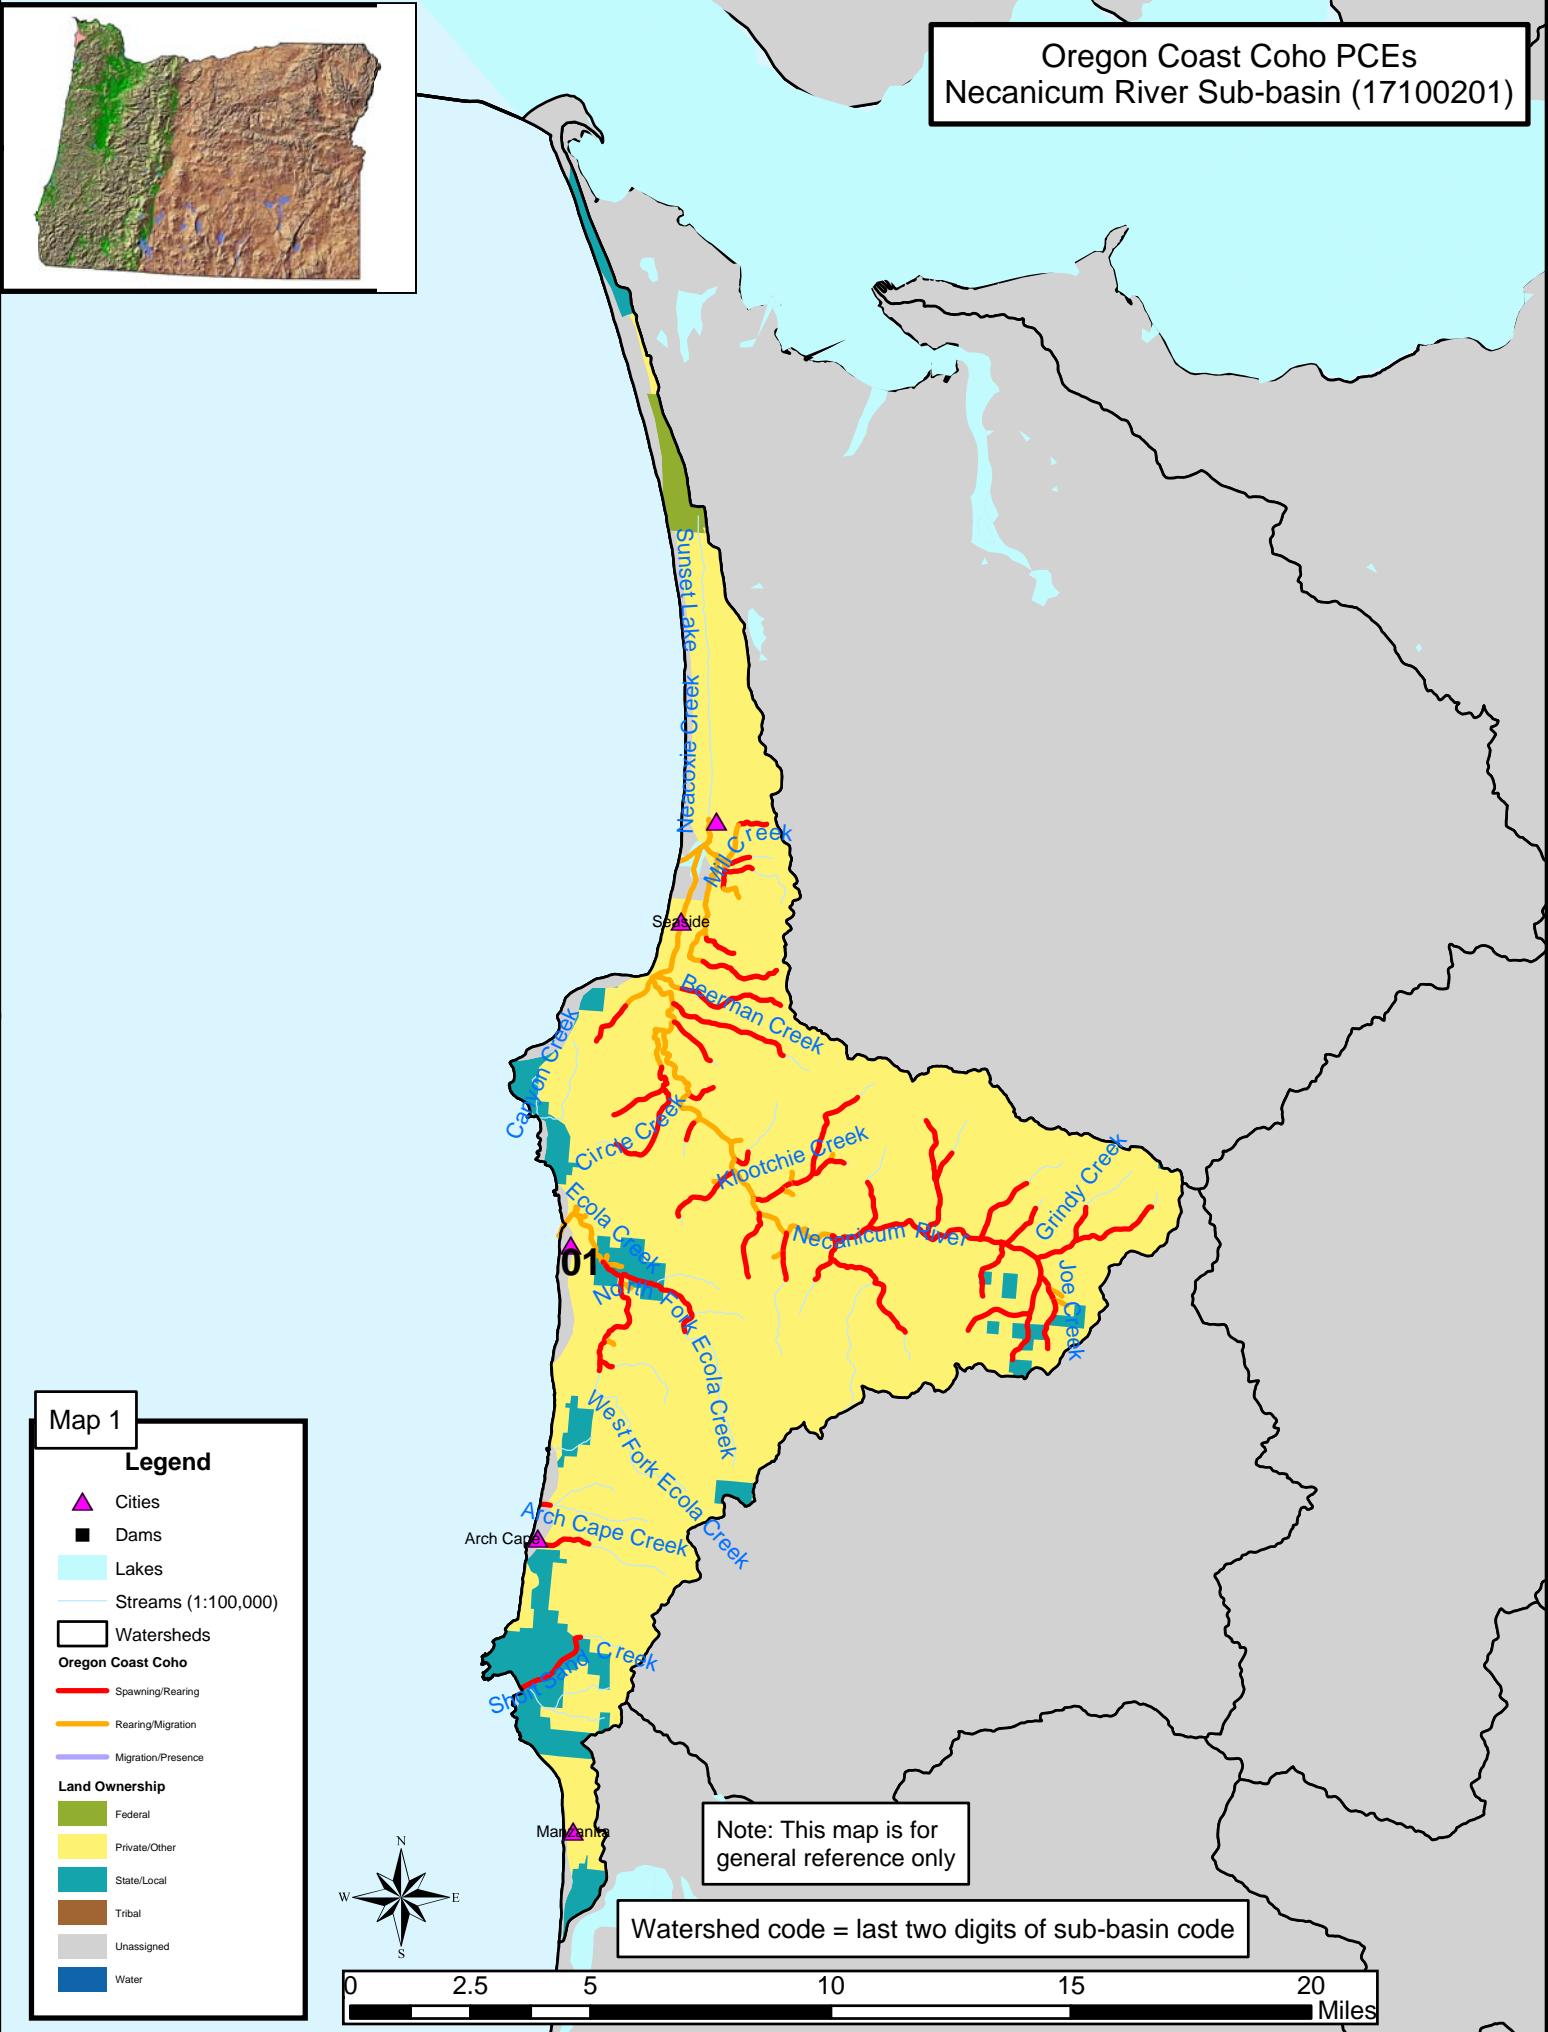 Oregon Coast Coho PCEs
Necanicum River Sub-basin (17100201)
Sunset Lake
Neacoxie Creek
Mill Creek
Seaside
Beerman Creek
Canyon Creek
Circle Creek
Klootchie Creek
Grindy Creek
Ecola Creek
Necanicum River
01
North Fork Ecola Creek
Joe Creek
West Fork Ecola Creek
Arch Cape Creek
Arch Cape
Short Sand Creek
Manzanita
Map 1
Legend
Cities
Dams
Lakes
Streams (1:100,000)
Watersheds
Oregon Coast Coho
Spawning/Rearing
Rearing/Migration
Migration/Presence
Land Ownership
Federal
Private/Other
State/Local
Tribal
Unassigned
Water
N
W
E
S
Note: This map is for
general reference only
Watershed code = last two digits of sub-basin code
0 2.5 5 10 15 20
Miles